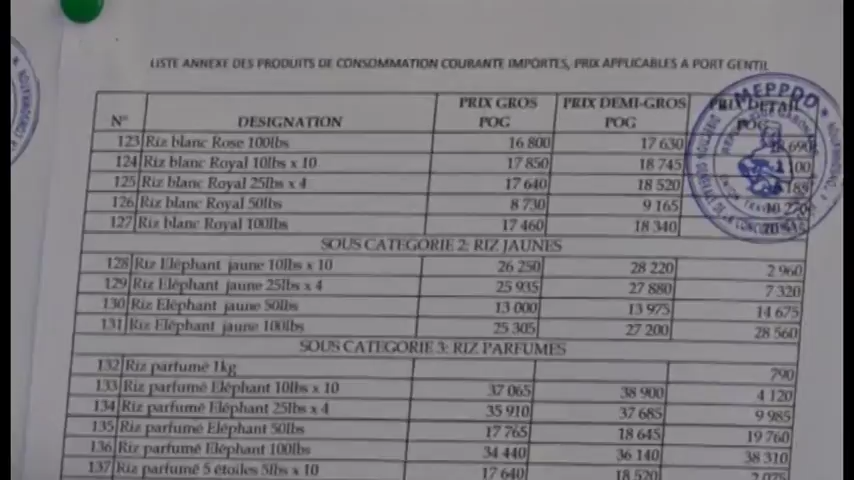 LISTE ANNEXE DES PRODUITS DE CONSOMMATION COURANTE IMPORTES, PRIX APPLICABLES A PORT GENTIL
N° DESIGNATION PRIX GROS POG PRIX DEMI-GROS POG PRIX DETAIL POG
123 Riz blanc Rose 100lbs 16 800 17 630
124 Riz blanc Royal 10lbs x 10 17 850 18 745
125 Riz blanc Royal 25lbs x 4 17 640 18 520
126 Riz blanc Royal 50lbs 8 730 9 165
127 Riz blanc Royal 100lbs 17 460 18 340
SOUS CATEGORIE 2: RIZ JAUNES
128 Riz Eléphant jaune 10lbs x 10 26 250 28 220 2 960
129 Riz Eléphant jaune 25lbs x 4 25 935 27 880 7 320
130 Riz Eléphant jaune 50lbs 13 000 13 975 14 675
131 Riz Eléphant jaune 100lbs 25 305 27 200 28 560
SOUS CATEGORIE 3: RIZ PARFUMES
132 Riz parfumé 1kg 790
133 Riz parfumé Eléphant 10lbs x 10 37 065 38 900 4 120
134 Riz parfumé Eléphant 25lbs x 4 35 910 37 685 9 985
135 Riz parfumé Eléphant 50lbs 17 765 18 645 19 760
136 Riz parfumé Eléphant 100lbs 34 440 36 140 38 310
137 Riz parfumé 5 étoiles 5lbs x 10 17 640 18 520 2 075
MEPPDD